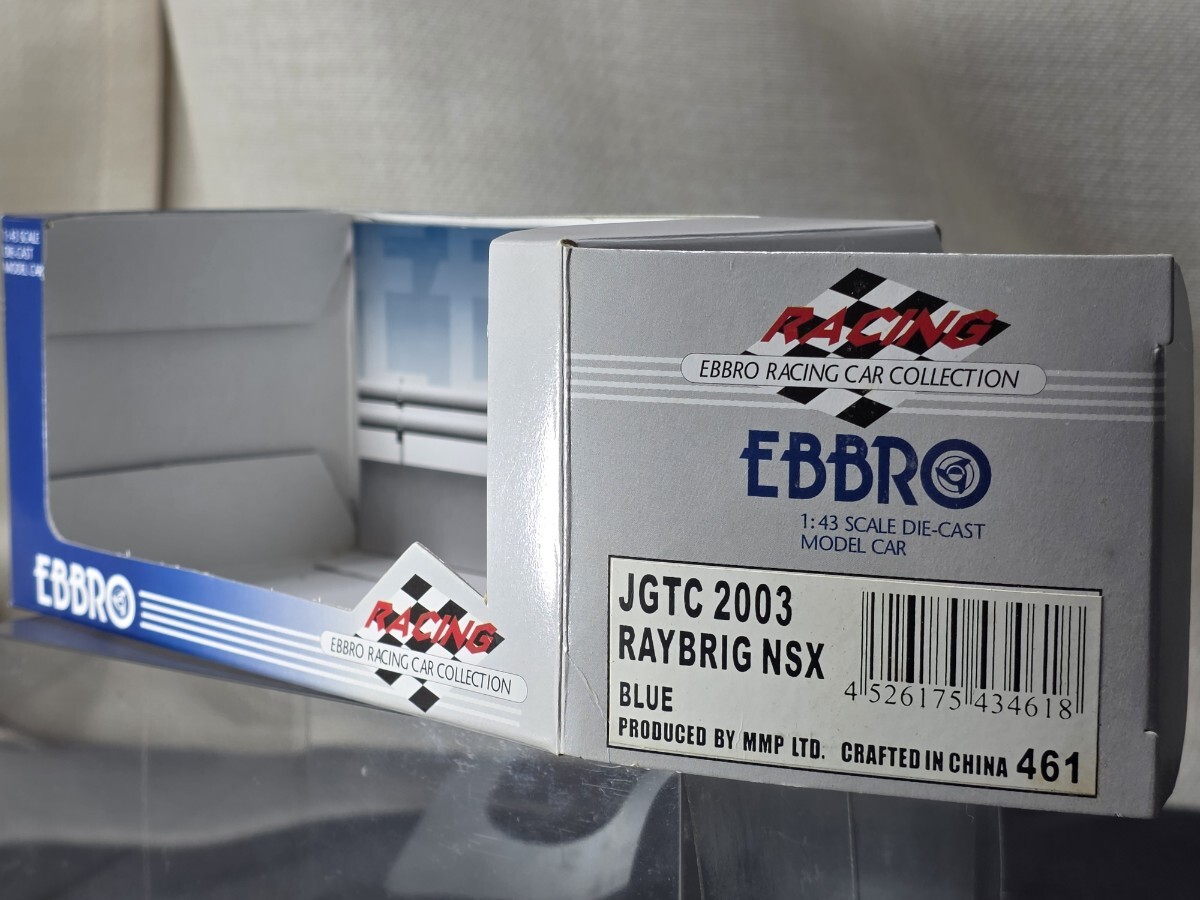 1:43 SCALE
DIE-CAST
MODEL CAR
EBBRO
RACING
EBBRO RACING CAR COLLECTION
RACING
EBBRO RACING CAR COLLECTION
EBBRO
1:43 SCALE DIE-CAST
MODEL CAR
JGTC 2003
RAYBRIG NSX
BLUE
4 526175 434618
PRODUCED BY MMP LTD. CRAFTED IN CHINA 461